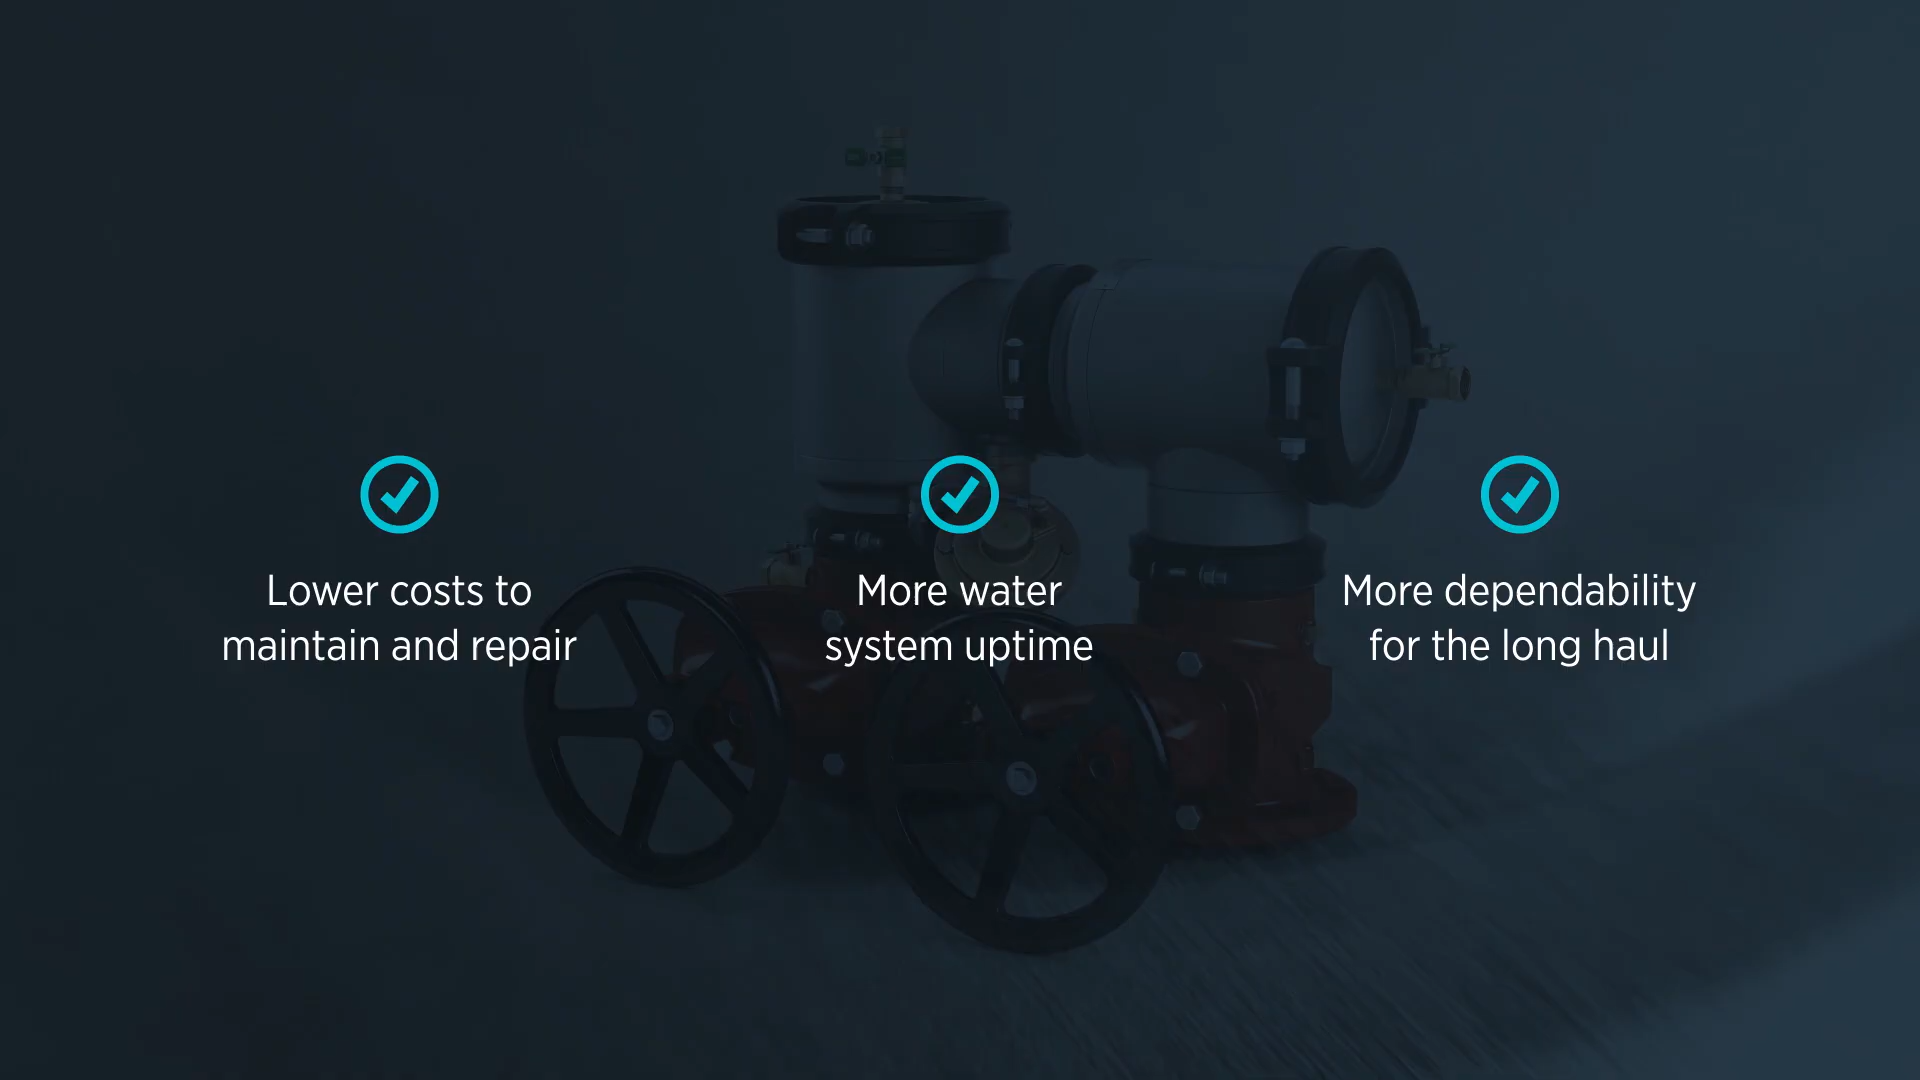 Lower costs to
maintain and repair
More water
system uptime
More dependability
for the long haul